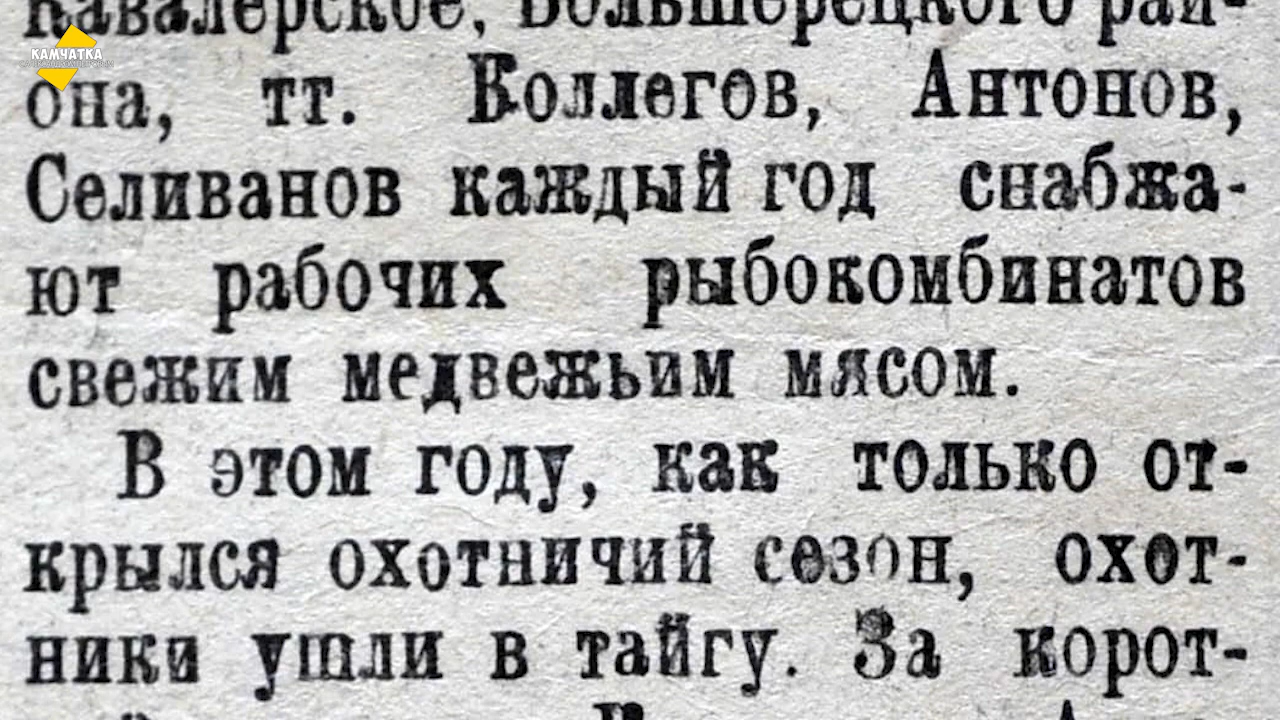 КАМЧАТКА
Кавалерское, Большерецкого рай-
она, тт. Воллегов, Антонов,
Селиванов каждый год снабжа-
ют рабочих рыбокомбинатов
свежим медвежьим мясом.
В этом году, как только от-
крылся охотничий сезон, охот-
ники ушли в тайгу. За корот-